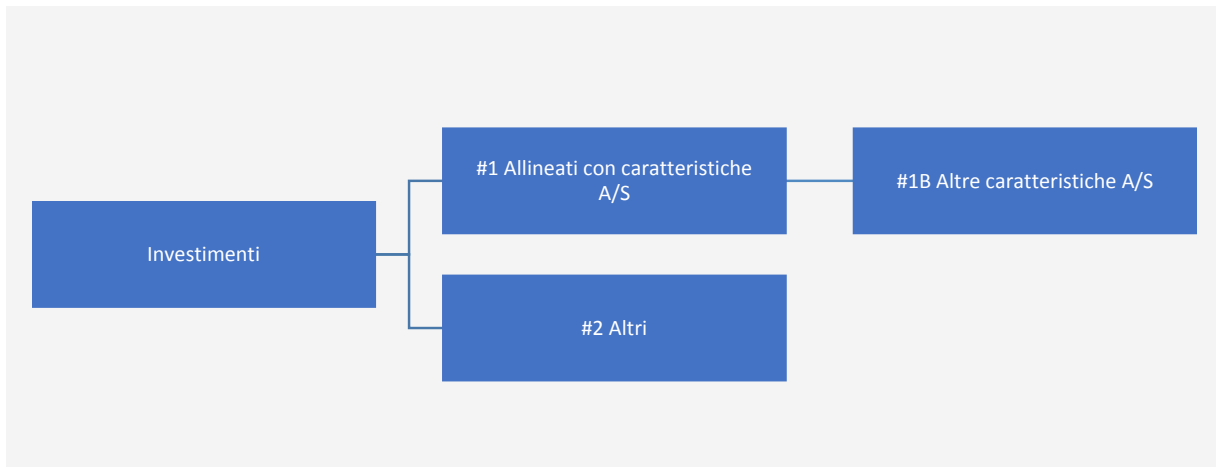 #1 Allineati con caratteristiche
A/S
#1B Altre caratteristiche A/S
Investimenti
#2 Altri